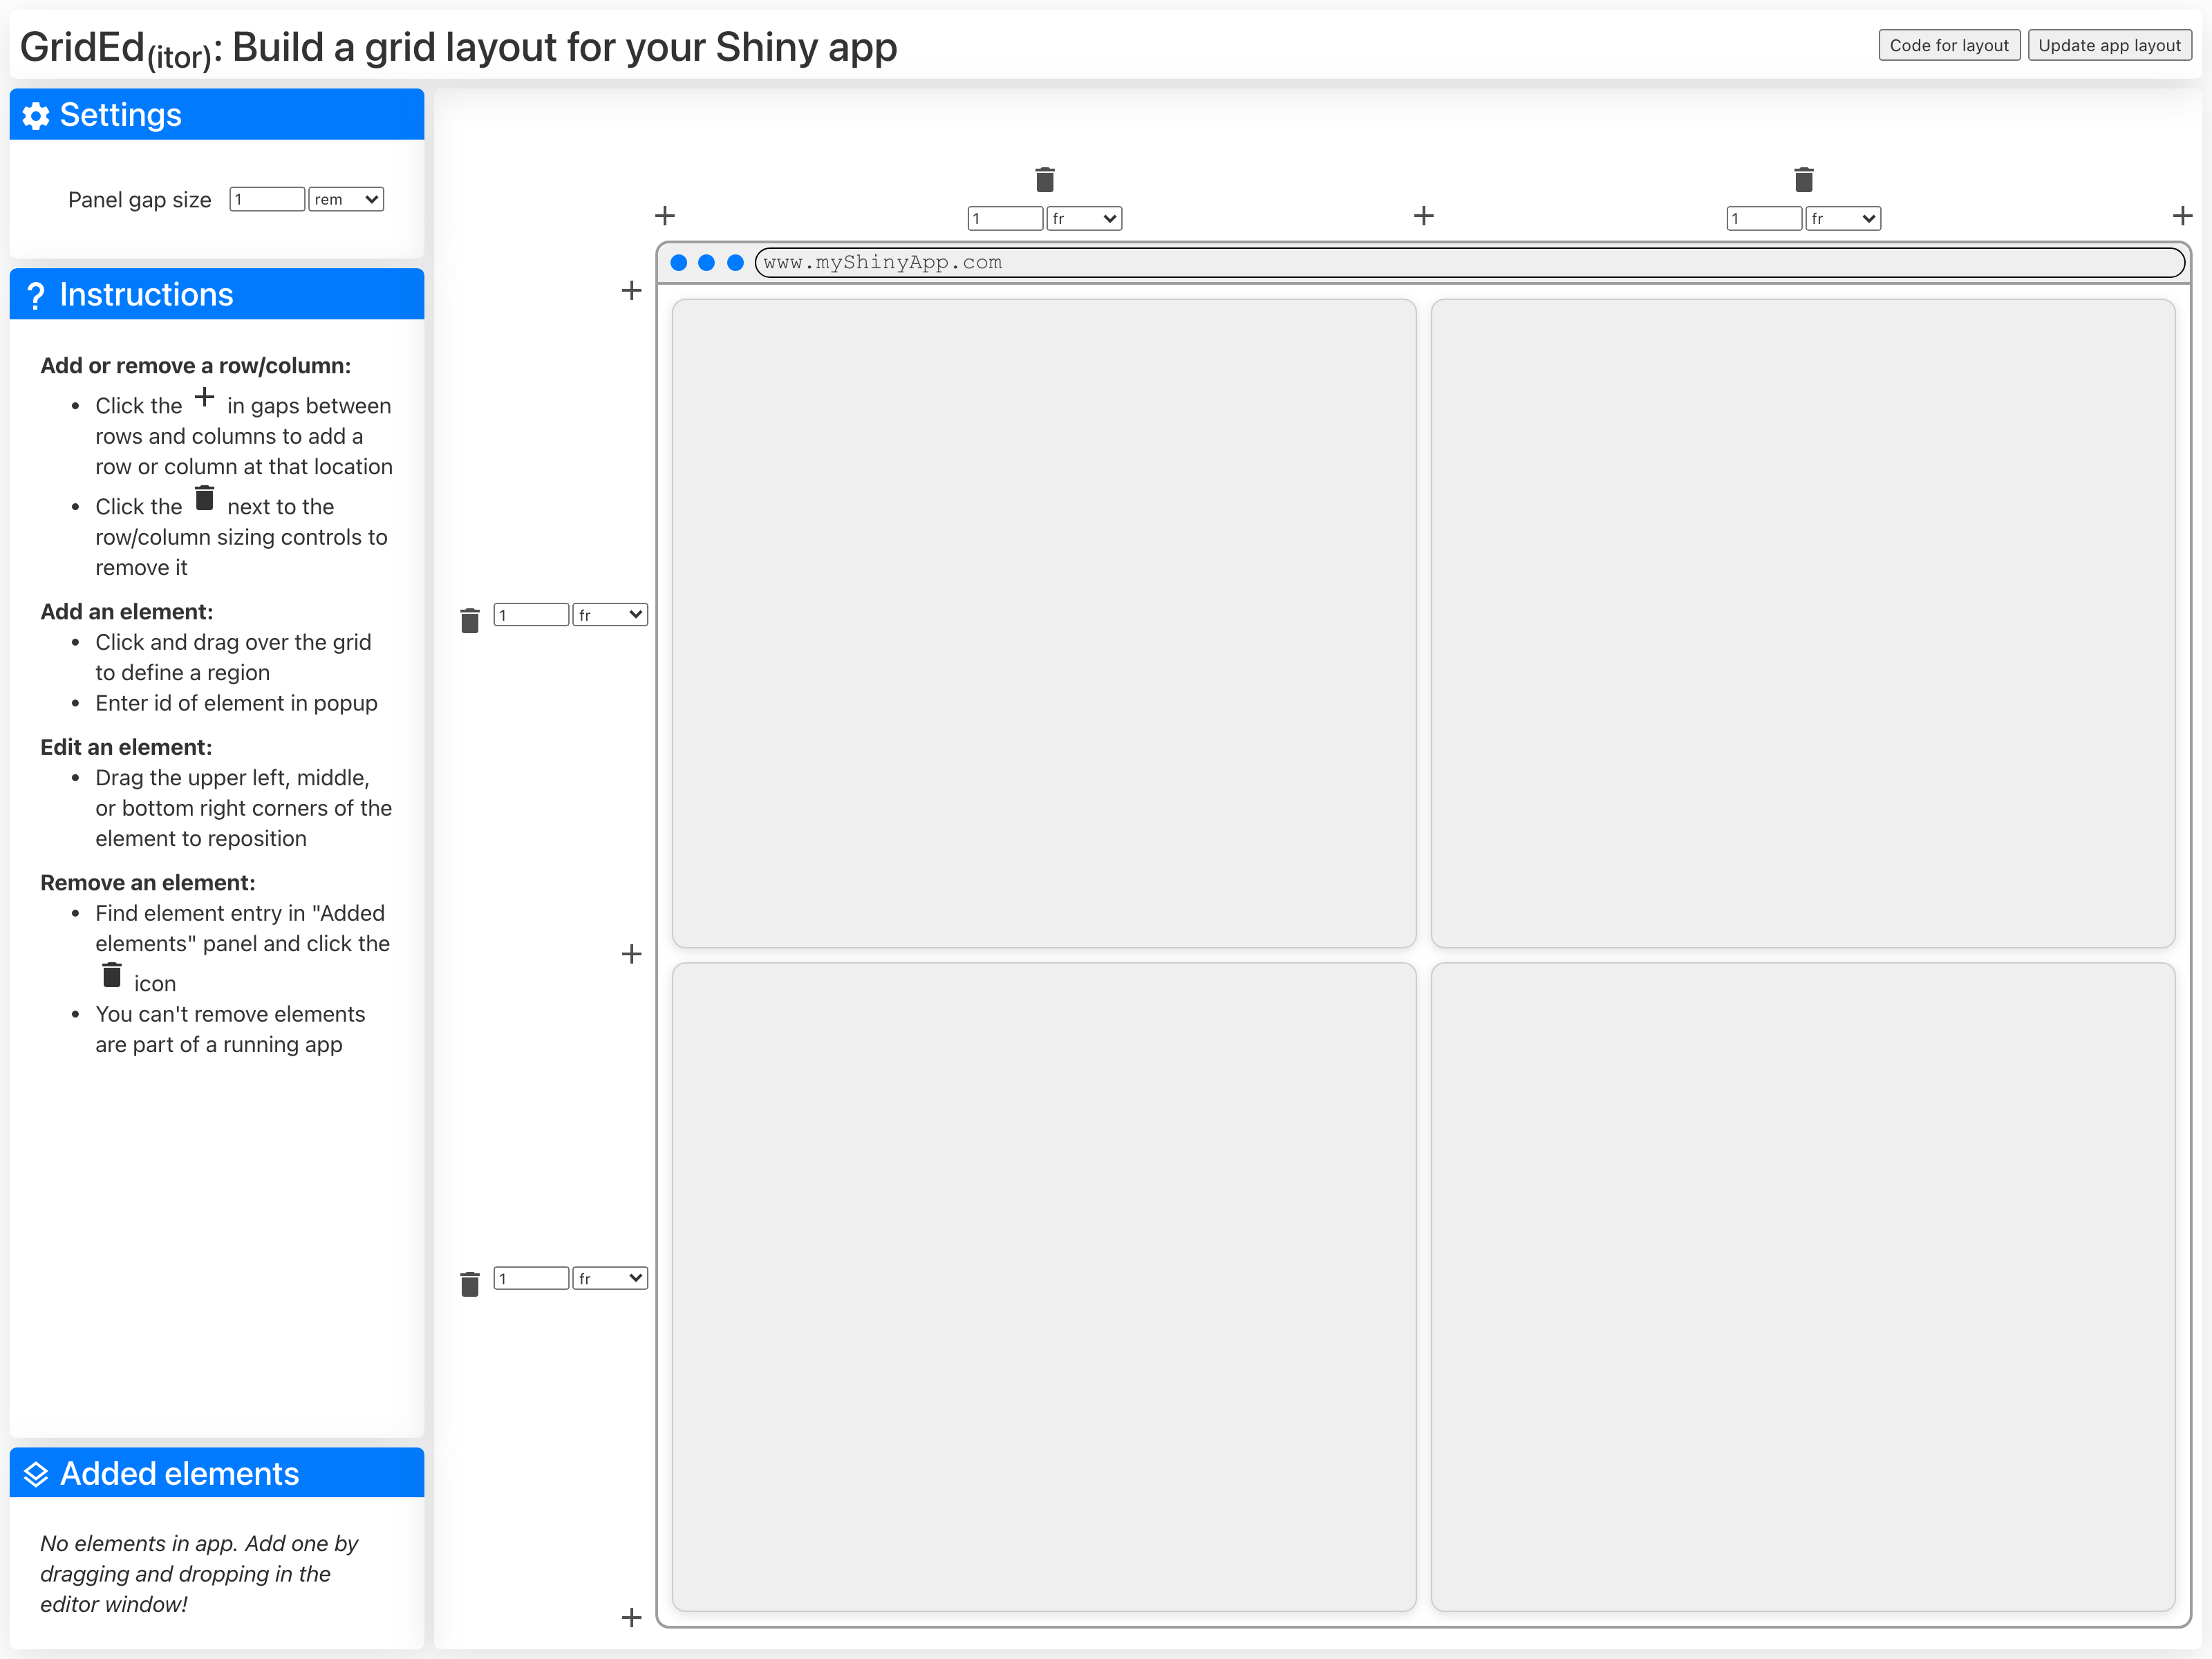 GridEd(itor): Build a grid layout for your Shiny app
Code for layout
Update app layout
Settings
Panel gap size 1 rem
Instructions
Add or remove a row/column:
• Click the + in gaps between
rows and columns to add a
row or column at that location
• Click the next to the
row/column sizing controls to
remove it
Add an element:
• Click and drag over the grid
to define a region
• Enter id of element in popup
Edit an element:
• Drag the upper left, middle,
or bottom right corners of the
element to reposition
Remove an element:
• Find element entry in "Added
elements" panel and click the
icon
• You can't remove elements
are part of a running app
Added elements
No elements in app. Add one by
dragging and dropping in the
editor window!
1 fr
1 fr
www.myShinyApp.com
1 fr
1 fr